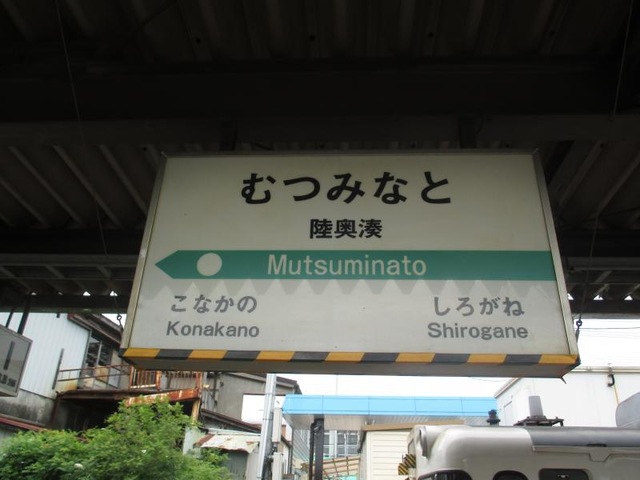 むつみなと
陸奥湊
Mutsuminato
こなかの しろがね
Konakano Shirogane